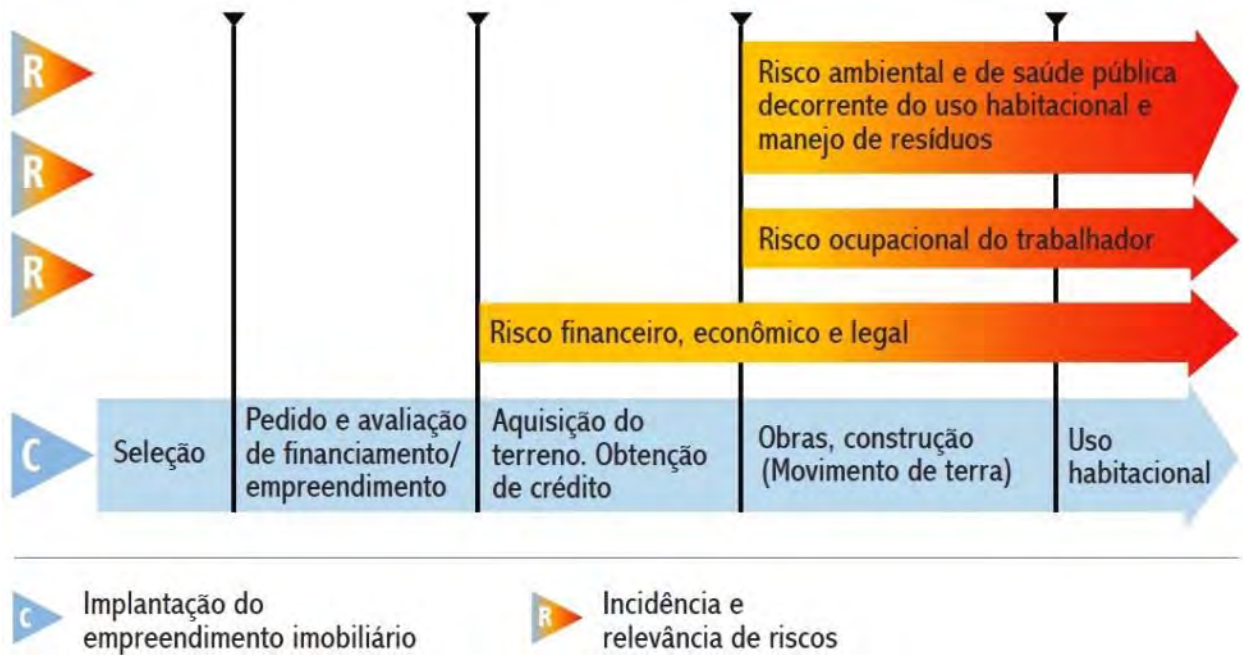 R
Risco ambiental e de saúde pública
decorrente do uso habitacional e
manejo de resíduos
R
Risco ocupacional do trabalhador
R
Risco financeiro, econômico e legal
C
Seleção
Pedido e avaliação
de financiamento/
empreendimento
Aquisição do
terreno. Obtenção
de crédito
Obras, construção
(Movimento de terra)
Uso
habitacional
C
Implantação do
empreendimento imobiliário
R
Incidência e
relevância de riscos